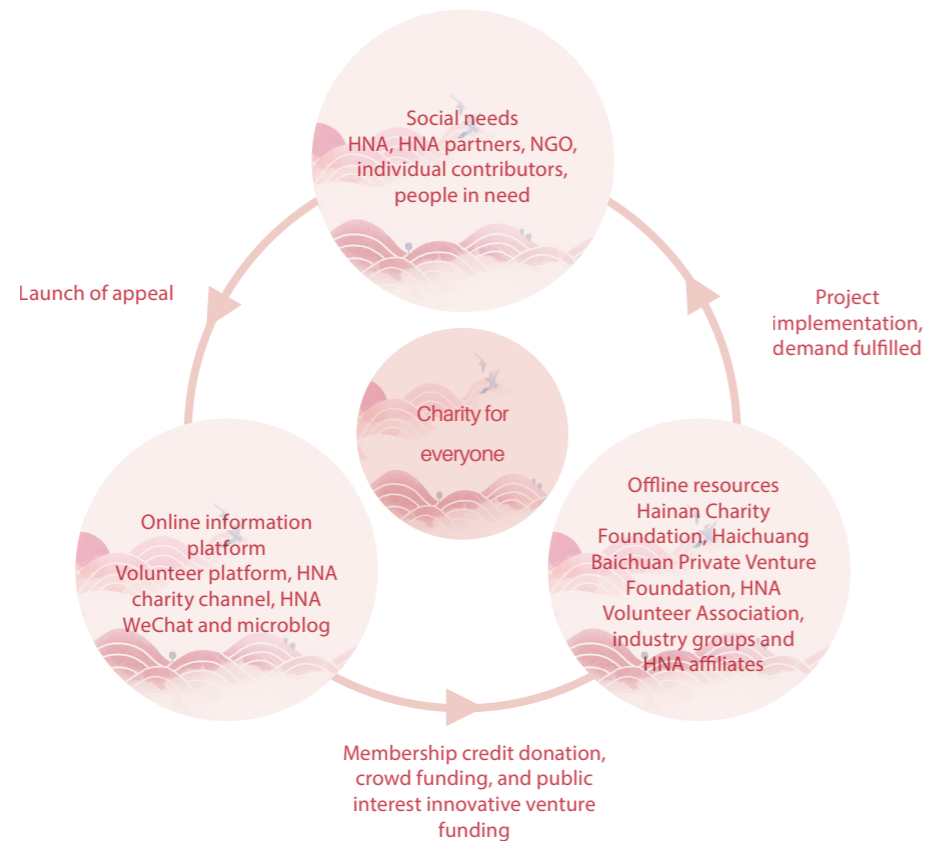 Social needs
HNA, HNA partners, NGO,
individual contributors,
people in need
Launch of appeal
Project
implementation,
demand fulfilled
Charity for
everyone
Online information
platform
Volunteer platform, HNA
charity channel, HNA
WeChat and microblog
Offline resources
Hainan Charity
Foundation, Haichuang
Baichuan Private Venture
Foundation, HNA
Volunteer Association,
industry groups and
HNA affiliates
Membership credit donation,
crowd funding, and public
interest innovative venture
funding